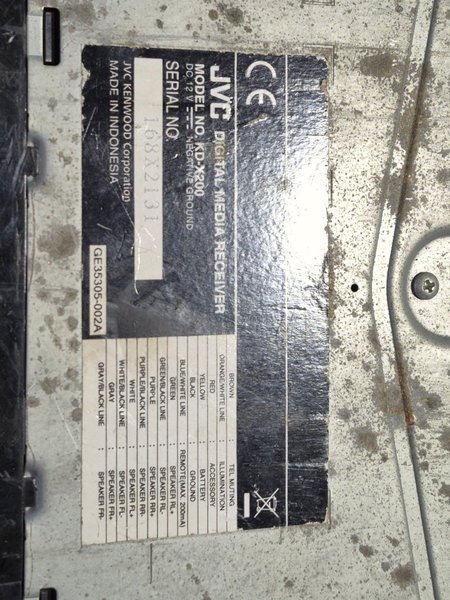 CE
JVC DIGITAL MEDIA RECEIVER
MODEL NO. KD-X200
DC 12 V NEGATIVE GROUND
SERIAL NO.
168X2131
JVC KENWOOD Corporation
MADE IN INDONESIA
GE35305-002A
BROWN : TEL MUTING
ORANGE/WHITE LINE : ILLUMINATION
RED : ACCESSORY
YELLOW : BATTERY
BLACK : GROUND
BLUE/WHITE LINE : REMOTE(MAX. 200mA)
GREEN : SPEAKER RL+
GREEN/BLACK LINE : SPEAKER RL-
PURPLE : SPEAKER RR+
PURPLE/BLACK LINE : SPEAKER RR-
WHITE : SPEAKER FL+
WHITE/BLACK LINE : SPEAKER FL-
GRAY : SPEAKER FR+
GRAY/BLACK LINE : SPEAKER FR-